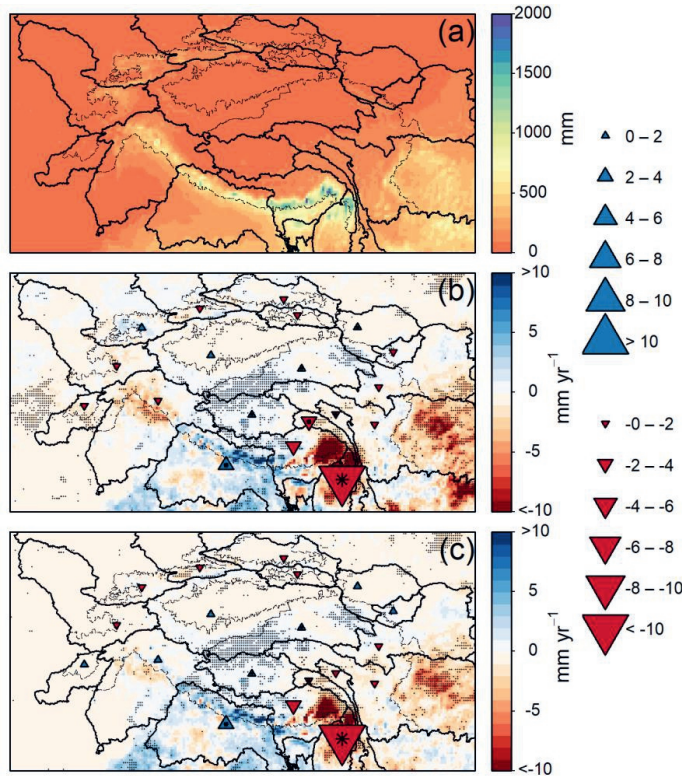 (a)
2000
1500
1000
500
0
mm
(b)
>10
5
0
-5
<-10
mm yr⁻¹
(c)
>10
5
0
-5
<-10
mm yr⁻¹
0 – 2
2 – 4
4 – 6
6 – 8
8 – 10
> 10
-0 – -2
-2 – -4
-4 – -6
-6 – -8
-8 – -10
< -10